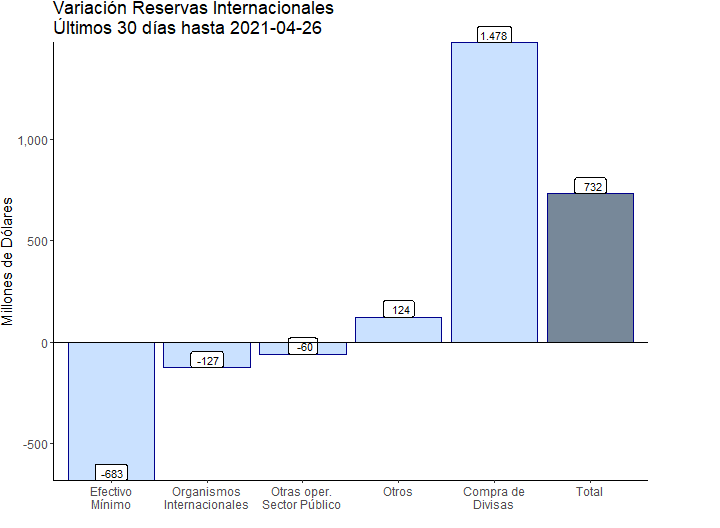 Variación Reservas Internacionales
Últimos 30 días hasta 2021-04-26
Millones de Dólares
1,000
500
0
-500
-683
-127
-60
124
1.478
732
Efectivo
Mínimo
Organismos
Internacionales
Otras oper.
Sector Público
Otros
Compra de
Divisas
Total